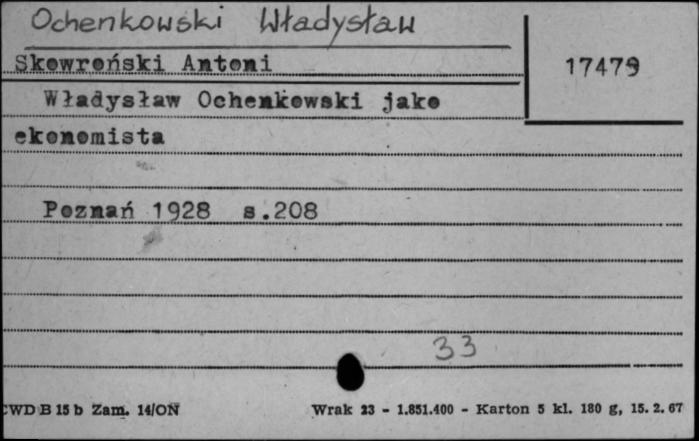 Ochenkowski Władysław
Skowroński Antoni
17479
Władysław Ochenkowski jako
ekonomista
Poznań 1928 s.208
33
CWD B 15 b Zam. 14/ON Wrak 23 - 1.851.400 - Karton 5 kl. 180 g, 15. 2. 67